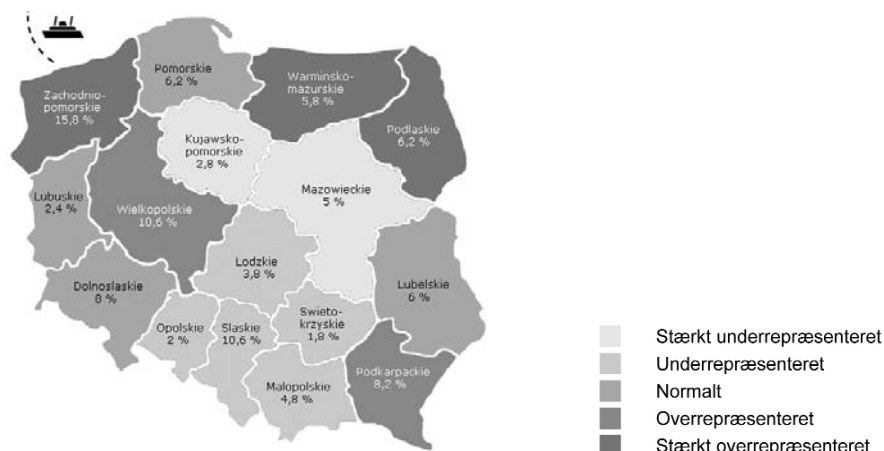 Pomorskie
6,2 %
Warminsko-
mazurskie
5,8 %
Zachodnio-
pomorskie
15,8 %
Podlaskie
6,2 %
Kujawsko-
pomorskie
2,8 %
Mazowieckie
5 %
Lubuskie
2,4 %
Wielkopolskie
10,6 %
Lodzkie
3,8 %
Lubelskie
6 %
Dolnoslaskie
8 %
Opolskie
2 %
Slaskie
10,6 %
Swieto-
krzyskie
1,8 %
Podkarpackie
8,2 %
Malopolskie
4,8 %
Stærkt underrepræsenteret
Underrepræsenteret
Normalt
Overrepræsenteret
Stærkt overrepræsenteret